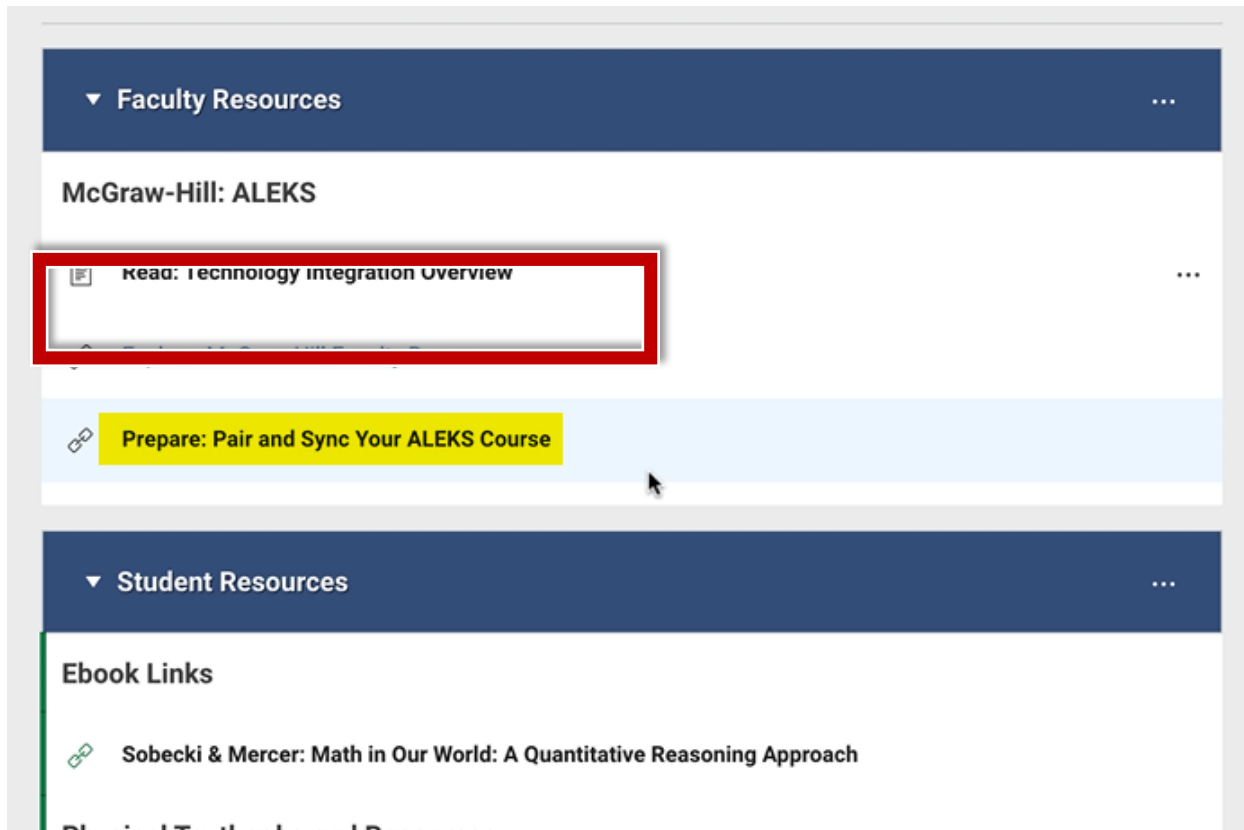 Faculty Resources
McGraw-Hill: ALEKS
Read: Technology Integration Overview
Prepare: Pair and Sync Your ALEKS Course
Student Resources
Ebook Links
Sobecki & Mercer: Math in Our World: A Quantitative Reasoning Approach